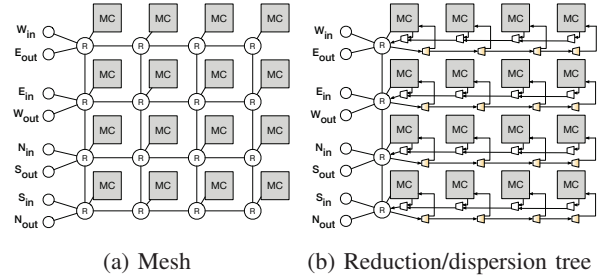 MC MC MC MC MC MC MC MC
W_in W_in
R R R R R
E_out E_out
MC MC MC MC MC MC MC MC
E_in E_in
R R R R R
W_out W_out
MC MC MC MC MC MC MC MC
N_in N_in
R R R R R
S_out S_out
MC MC MC MC MC MC MC MC
S_in S_in
R R R R R
N_out N_out
(a) Mesh (b) Reduction/dispersion tree